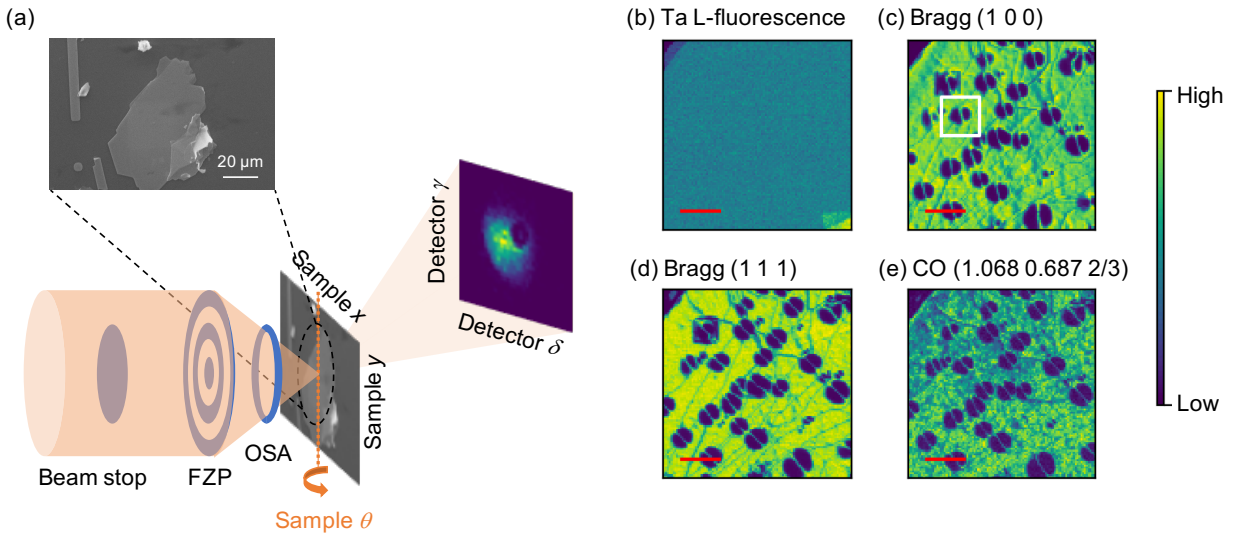 (a)
20 μm
Sample x
Sample y
Detector γ
Detector δ
Beam stop
FZP
OSA
Sample θ
(b) Ta L-fluorescence
(c) Bragg (1 0 0)
(d) Bragg (1 1 1)
(e) CO (1.068 0.687 2/3)
High
Low